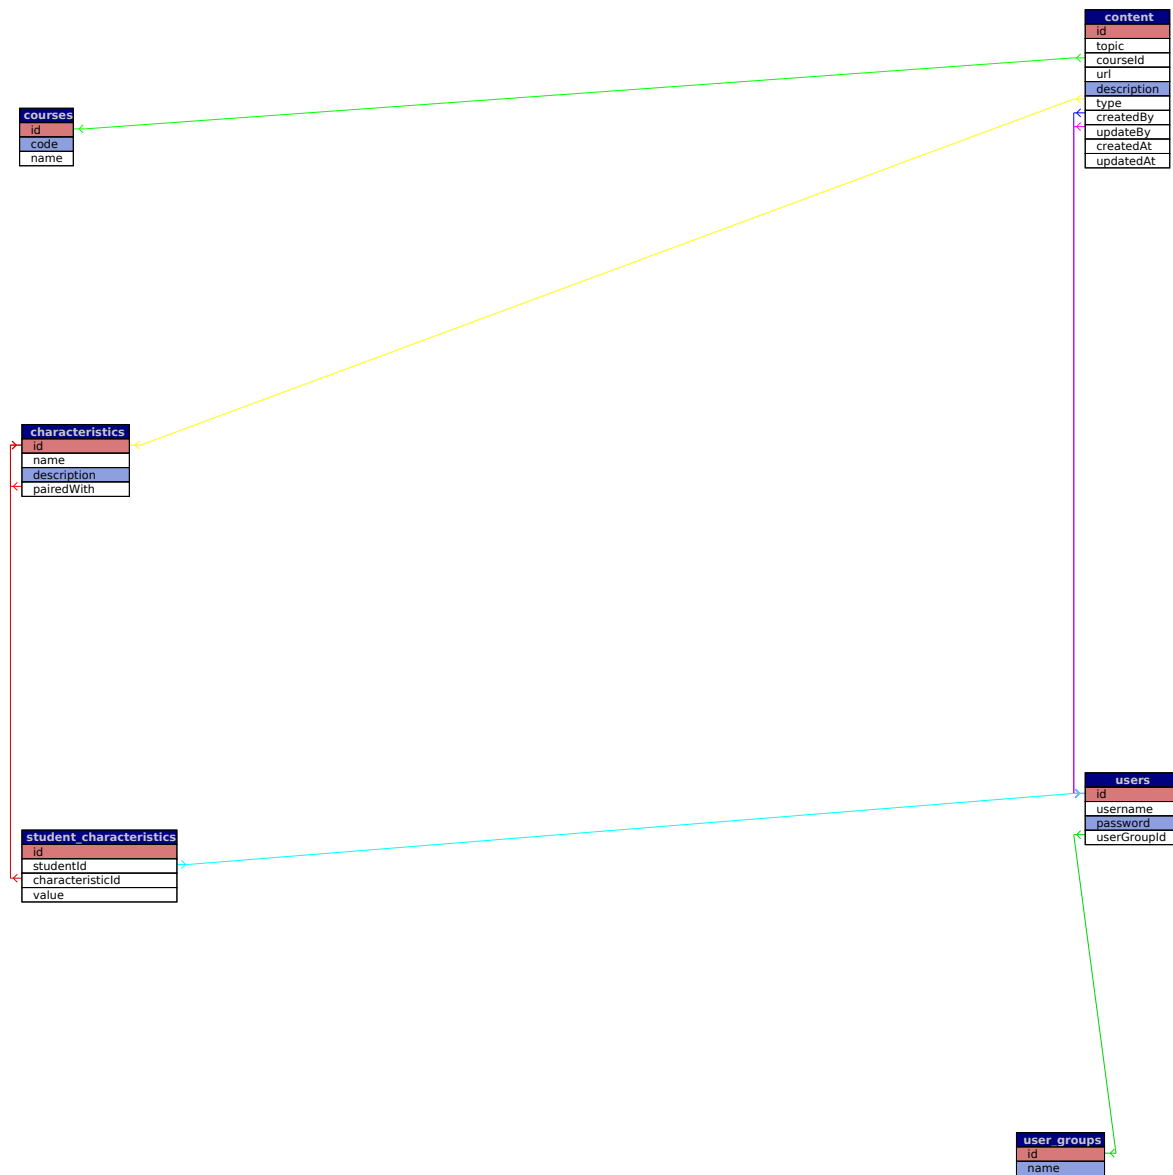 content
id
topic
courseId
url
description
type
createdBy
updateBy
createdAt
updatedAt
courses
id
code
name
characteristics
id
name
description
pairedWith
users
id
username
password
userGroupId
student_characteristics
id
studentId
characteristicId
value
user_groups
id
name